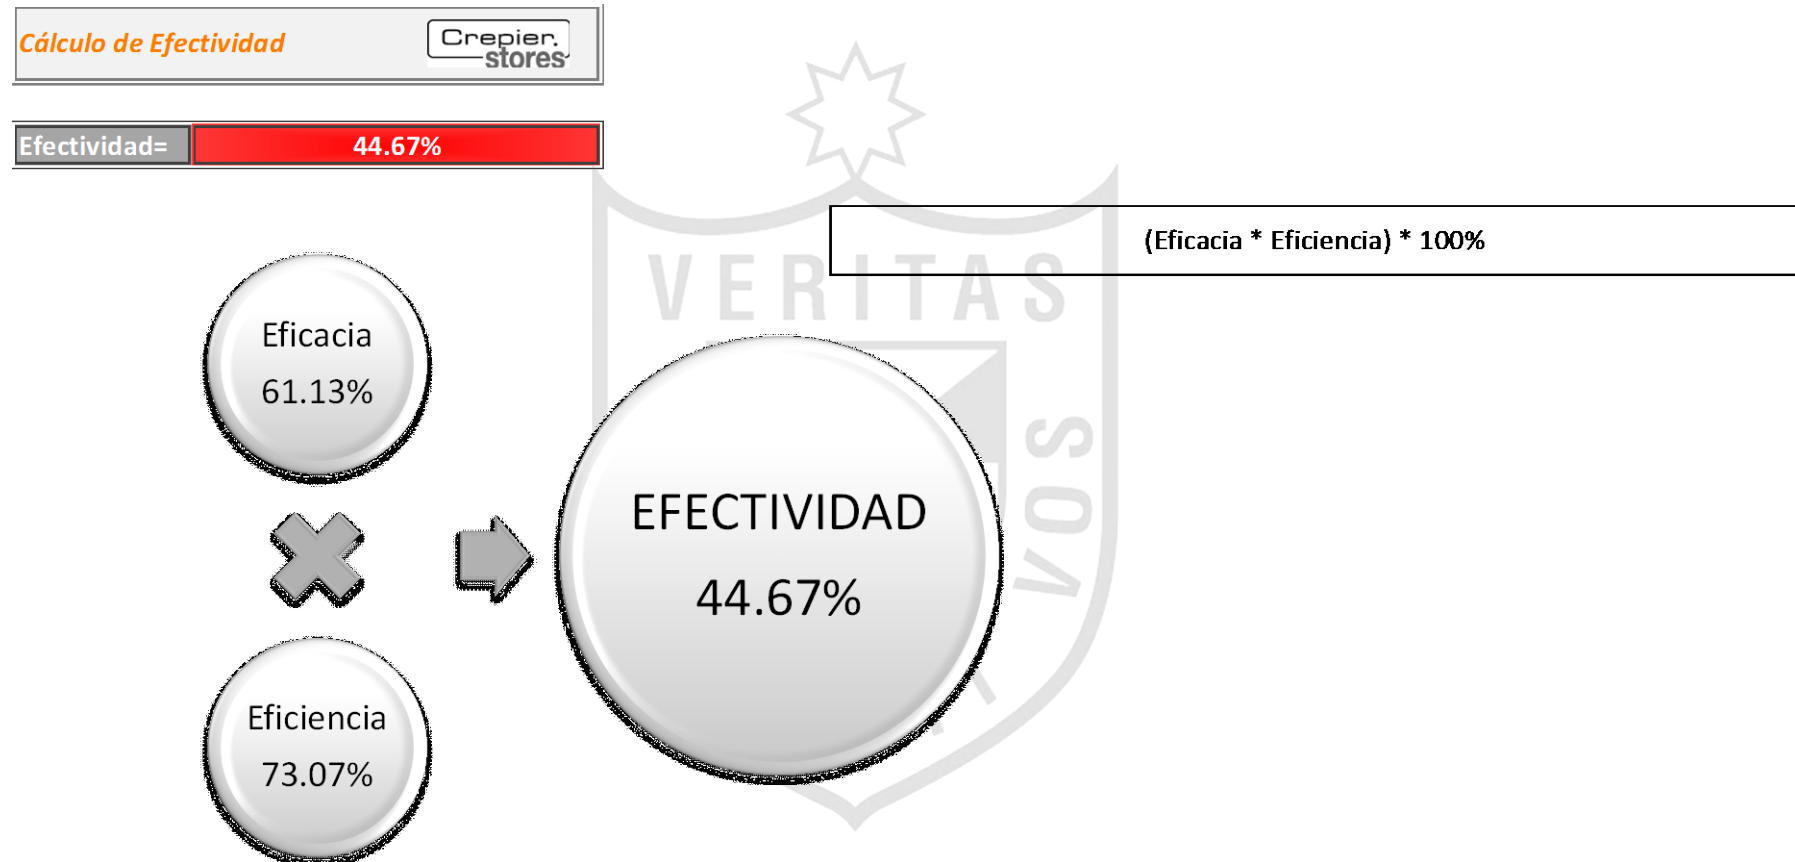 Cálculo de Efectividad
Crepier.
stores
Efectividad=
44.67%
(Eficacia * Eficiencia) * 100%
VERITAS
VOS
Eficacia
61.13%
EFECTIVIDAD
44.67%
Eficiencia
73.07%